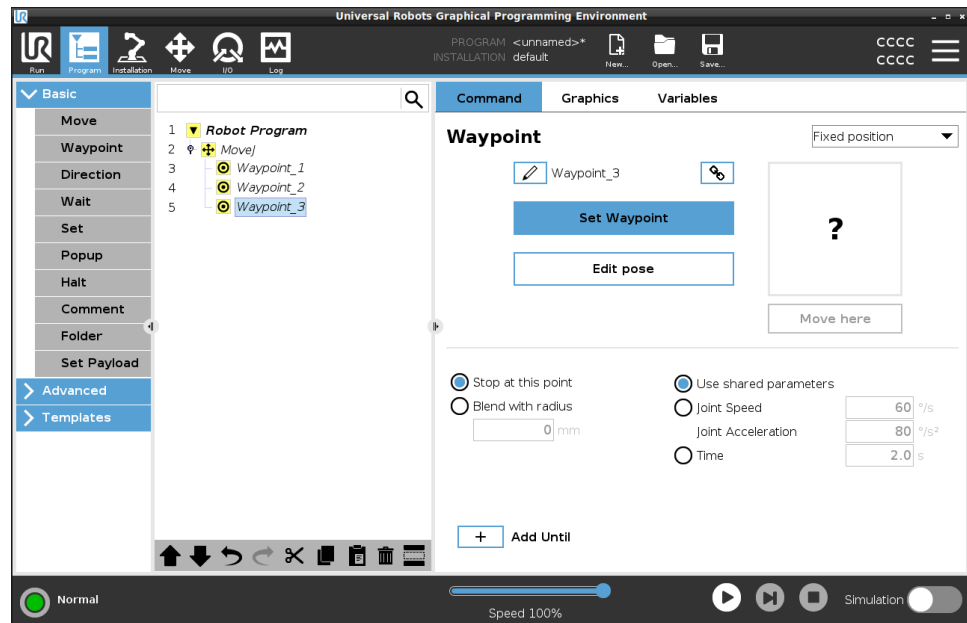 Universal Robots Graphical Programming Environment
Run
Program
Installation
Move
I/O
Log
PROGRAM <unnamed>*
INSTALLATION default
New...
Open...
Save...
cccc
cccc
Basic
Move
Waypoint
Direction
Wait
Set
Popup
Halt
Comment
Folder
Set Payload
Advanced
Templates
1 Robot Program
2 MoveJ
3 Waypoint_1
4 Waypoint_2
5 Waypoint_3
Command Graphics Variables
Waypoint
Fixed position
Waypoint_3
Set Waypoint
Edit pose
?
Move here
Stop at this point
Blend with radius
0 mm
Use shared parameters
Joint Speed 60 °/s
Joint Acceleration 80 °/s²
Time 2.0 s
+ Add Until
Normal
Speed 100%
Simulation